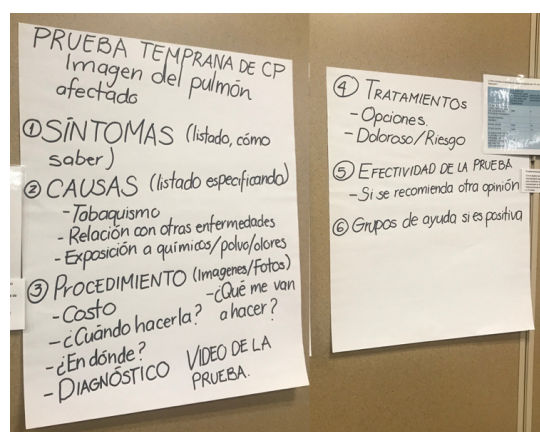 PRUEBA TEMPRANA DE CP
Imagen del pulmón
afectado
① SÍNTOMAS (listado, cómo
saber)
② CAUSAS (listado especificando)
- Tabaquismo
- Relación con otras enfermedades
- Exposición a químicos/polvo/olores
③ PROCEDIMIENTO (Imagenes/Fotos)
- Costo
- ¿Qué me van
a hacer?
- ¿Cuándo hacerla?
- ¿En dónde?
- DIAGNÓSTICO
VIDEO DE LA
PRUEBA.
④ TRATAMIENTOS
- Opciones.
- Doloroso/Riesgo
⑤ EFECTIVIDAD DE LA PRUEBA
- Si se recomienda otra opinión
⑥ Grupos de ayuda si es positiva